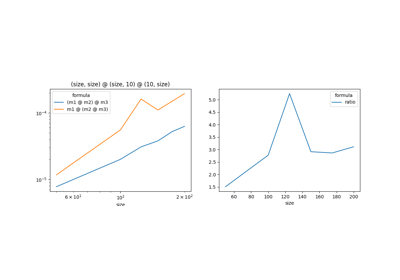 (size, size) @ (size, 10) @ (10, size)
formula
(m1 @ m2) @ m3
m1 @ (m2 @ m3)
10⁻⁴
10⁻⁵
6 × 10¹
10²
2 × 10²
size
formula
ratio
5.0
4.5
4.0
3.5
3.0
2.5
2.0
1.5
60
80
100
120
140
160
180
200
size